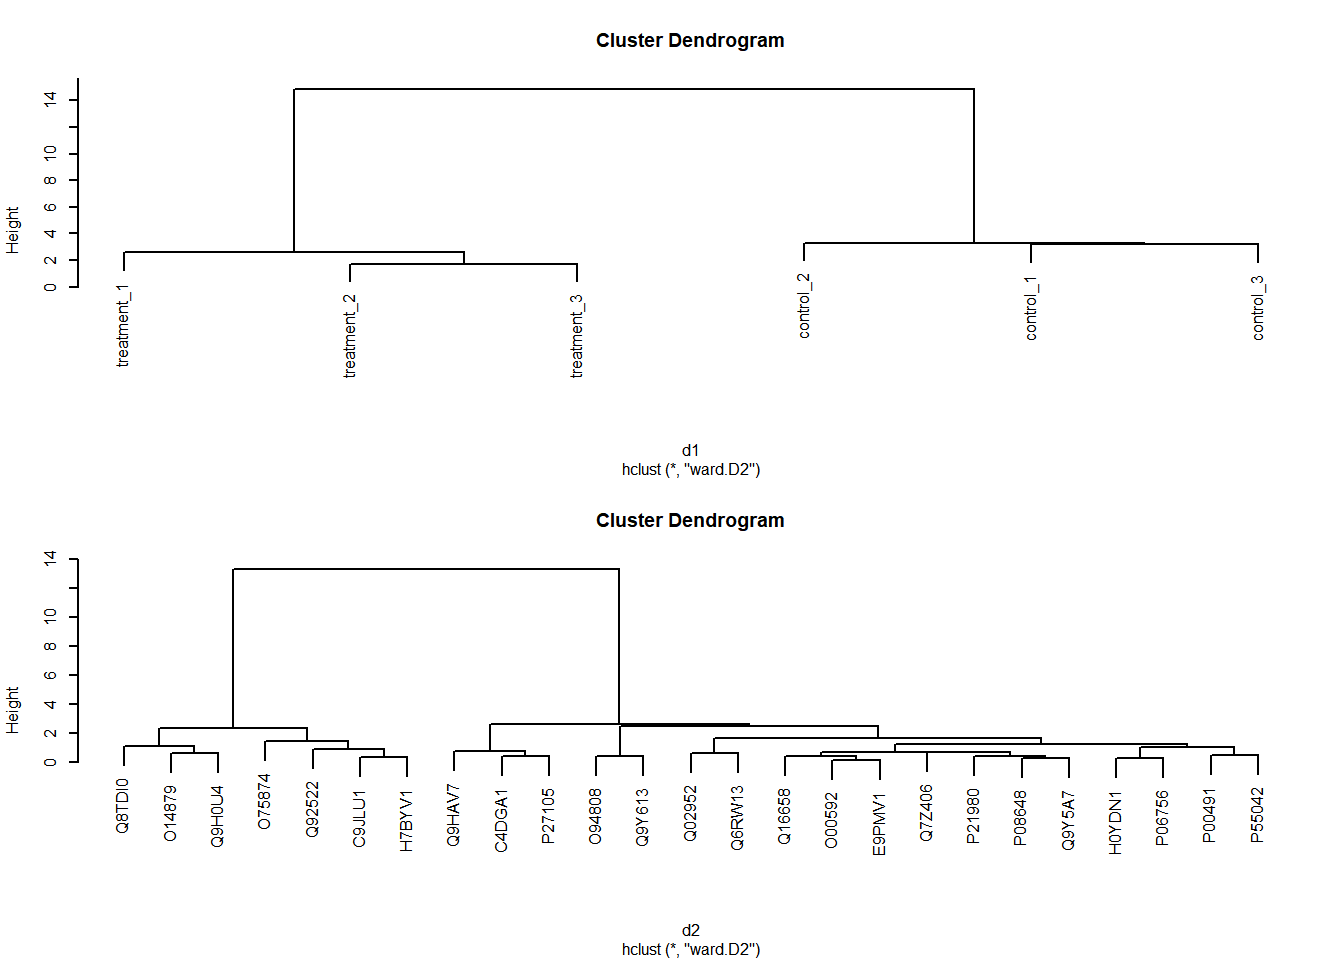 Cluster Dendrogram
Height
14
10
8
6
4
2
0
treatment_1
treatment_2
treatment_3
control_2
control_1
control_3
d1
hclust (*, "ward.D2")
Cluster Dendrogram
Height
14
10
8
6
4
2
0
Q8TDI0
O14879
Q9H0U4
O75874
Q92522
C9JLU1
H7BYV1
Q9HAV7
C4DGA1
P27105
O94808
Q9Y613
Q02952
Q6RW13
Q16658
O00592
E9PMV1
Q7Z406
P21980
P08648
Q9Y5A7
H0YDN1
P06756
P00491
P55042
d2
hclust (*, "ward.D2")